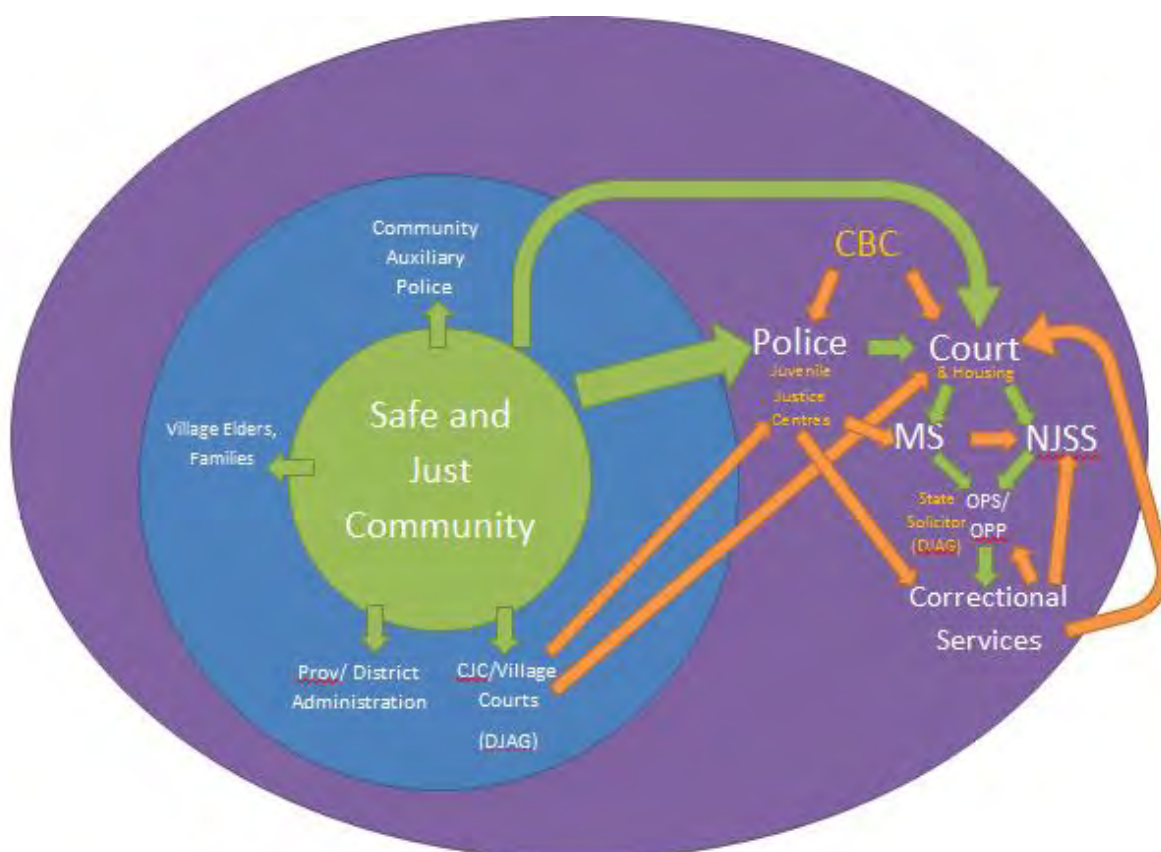 Community
Auxiliary
Police
Village Elders,
Families
Safe and
Just
Community
Prov/ District
Administration
CJC/Village
Courts
(DJAG)
CBC
Police
Juvenile
Justice
Centres
Court
& Housing
MS
NJSS
State
Solicitor
(DJAG)
OPS/
OPP
Correctional
Services